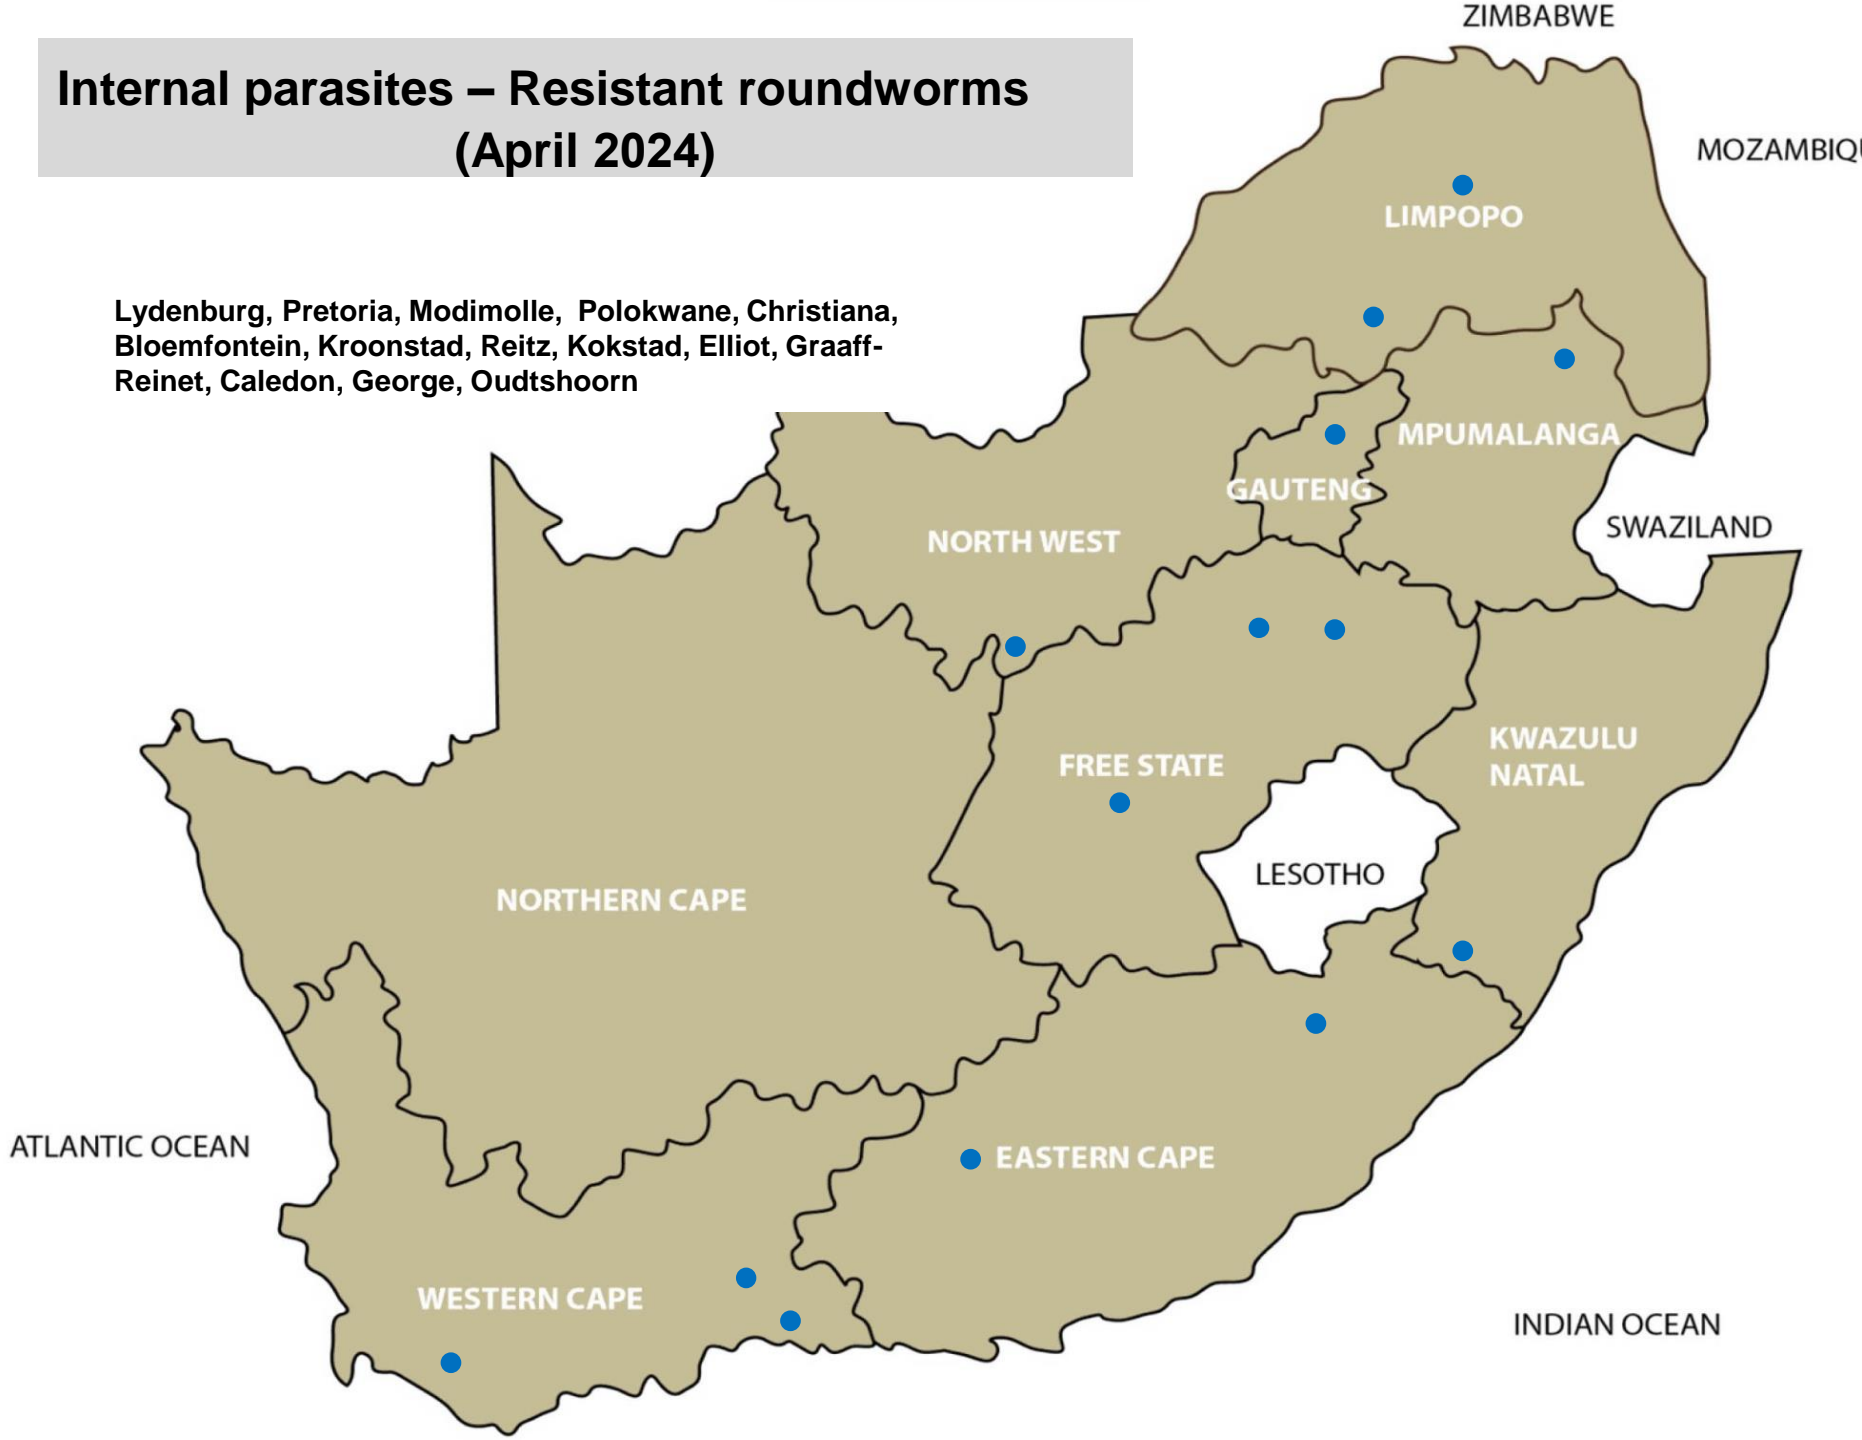 ZIMBABWE
Internal parasites – Resistant roundworms
(April 2024)
MOZAMBIQU
LIMPOPO
Lydenburg, Pretoria, Modimolle, Polokwane, Christiana,
Bloemfontein, Kroonstad, Reitz, Kokstad, Elliot, Graaff-
Reinet, Caledon, George, Oudtshoorn
MPUMALANGA
GAUTENG
SWAZILAND
NORTH WEST
KWAZULU
NATAL
FREE STATE
LESOTHO
NORTHERN CAPE
ATLANTIC OCEAN
EASTERN CAPE
WESTERN CAPE
INDIAN OCEAN